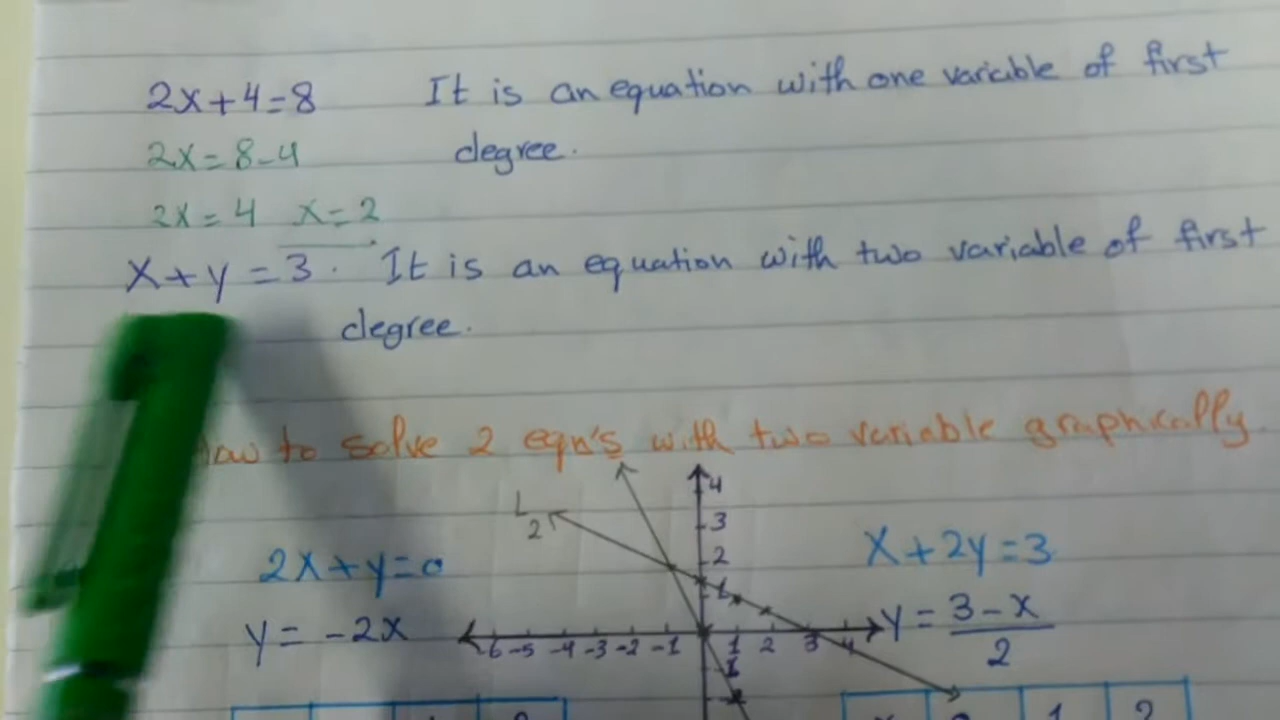 2x+4=8 It is an equation with one variable of first
2x=8-4 degree.
2x=4 x=2
x+y=3. It is an equation with two variable of first
degree.
to solve 2 eqn's with two variable graphically.
L2
4
3
2
1
2x+y=0
x+2y=3
y=-2x
y=3-x/2
-6 -5 -4 -3 -2 -1 1 2 3 4
1 2